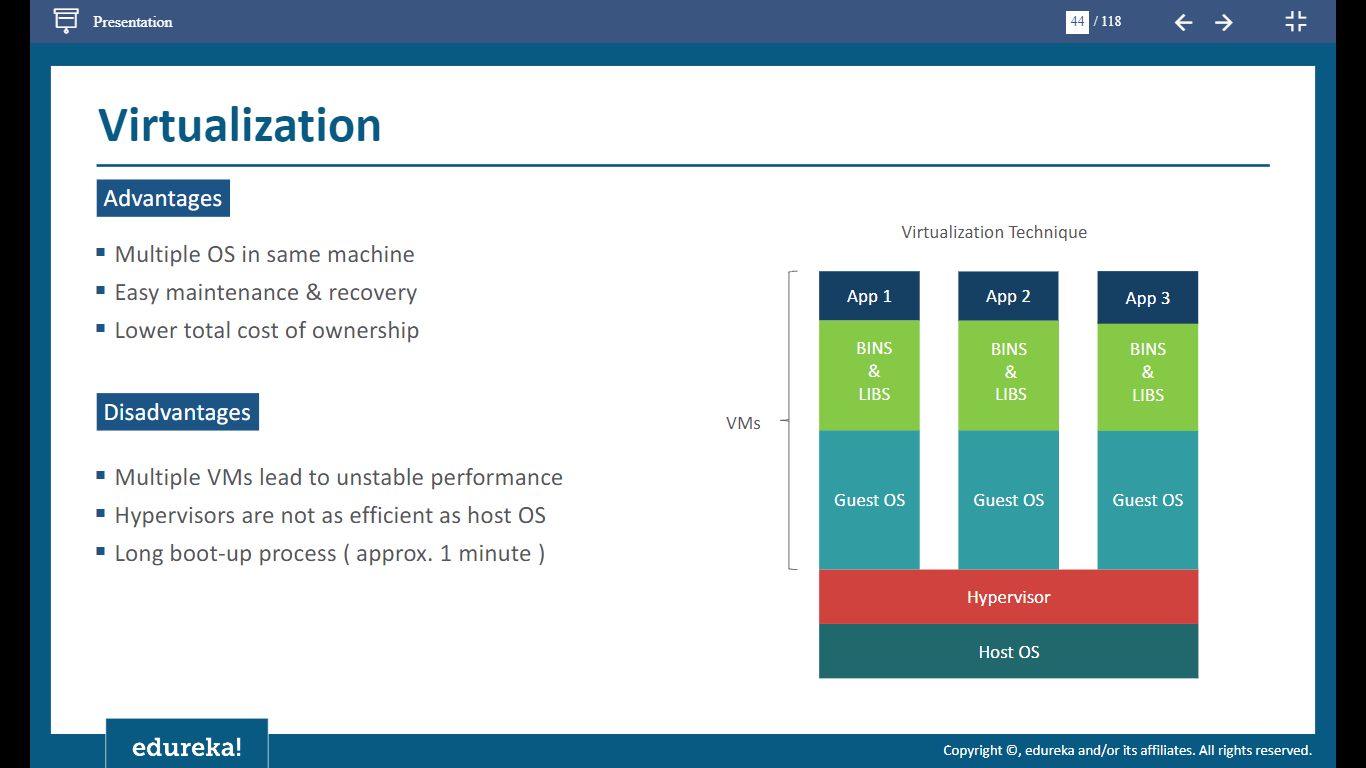 Presentation
44 / 118
Virtualization
Advantages
Multiple OS in same machine
Easy maintenance & recovery
Lower total cost of ownership
Disadvantages
Multiple VMs lead to unstable performance
Hypervisors are not as efficient as host OS
Long boot-up process ( approx. 1 minute )
Virtualization Technique
VMs
App 1
BINS
&
LIBS
Guest OS
App 2
BINS
&
LIBS
Guest OS
App 3
BINS
&
LIBS
Guest OS
Hypervisor
Host OS
edureka!
Copyright ©, edureka and/or its affiliates. All rights reserved.